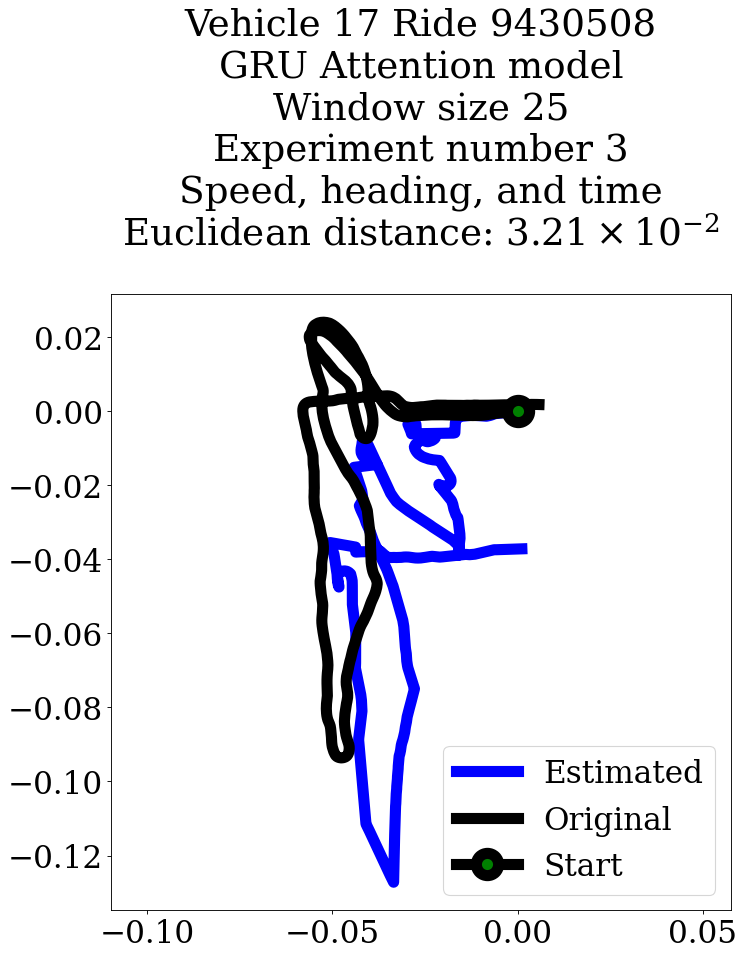 Vehicle 17 Ride 9430508
GRU Attention model
Window size 25
Experiment number 3
Speed, heading, and time
Euclidean distance: 3.21 × 10⁻²
0.02
0.00
−0.02
−0.04
−0.06
−0.08
−0.10
−0.12
Estimated
Original
Start
−0.10
−0.05
0.00
0.05